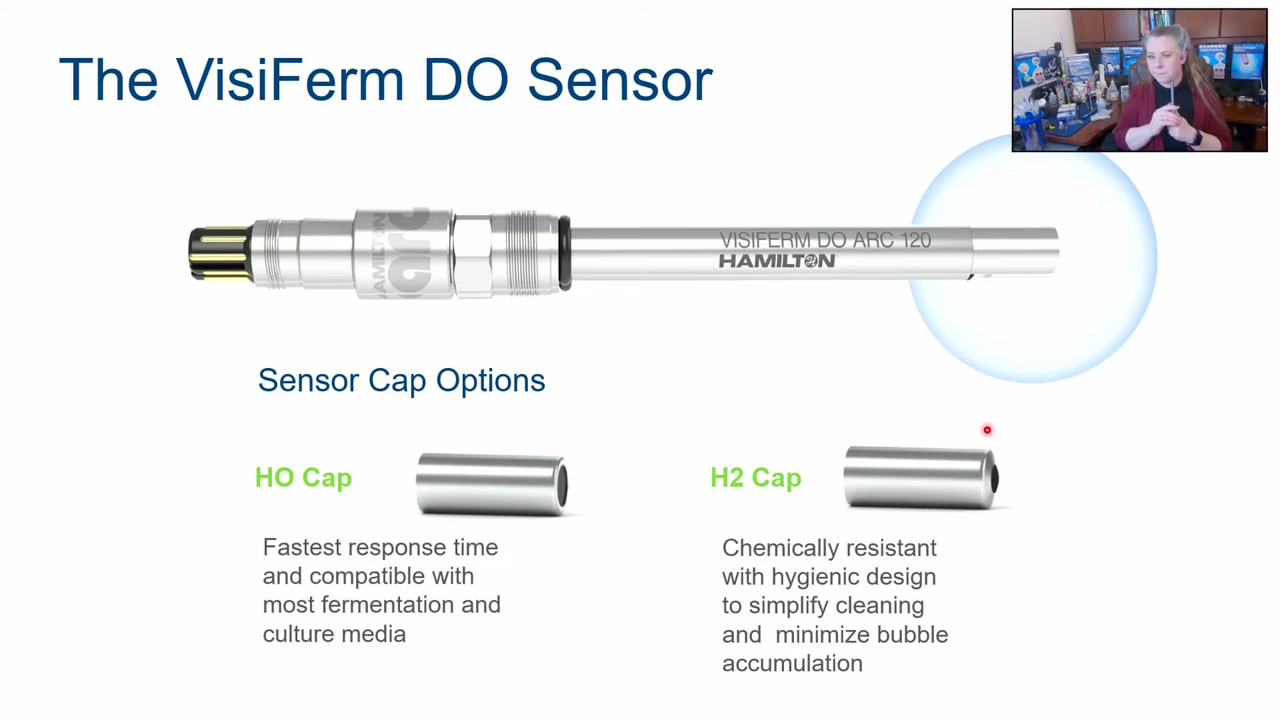 The VisiFerm DO Sensor
HAMILTON
arc
VISIFERM DO ARC 120
HAMILTON
Sensor Cap Options
HO Cap
Fastest response time
and compatible with
most fermentation and
culture media
H2 Cap
Chemically resistant
with hygienic design
to simplify cleaning
and minimize bubble
accumulation